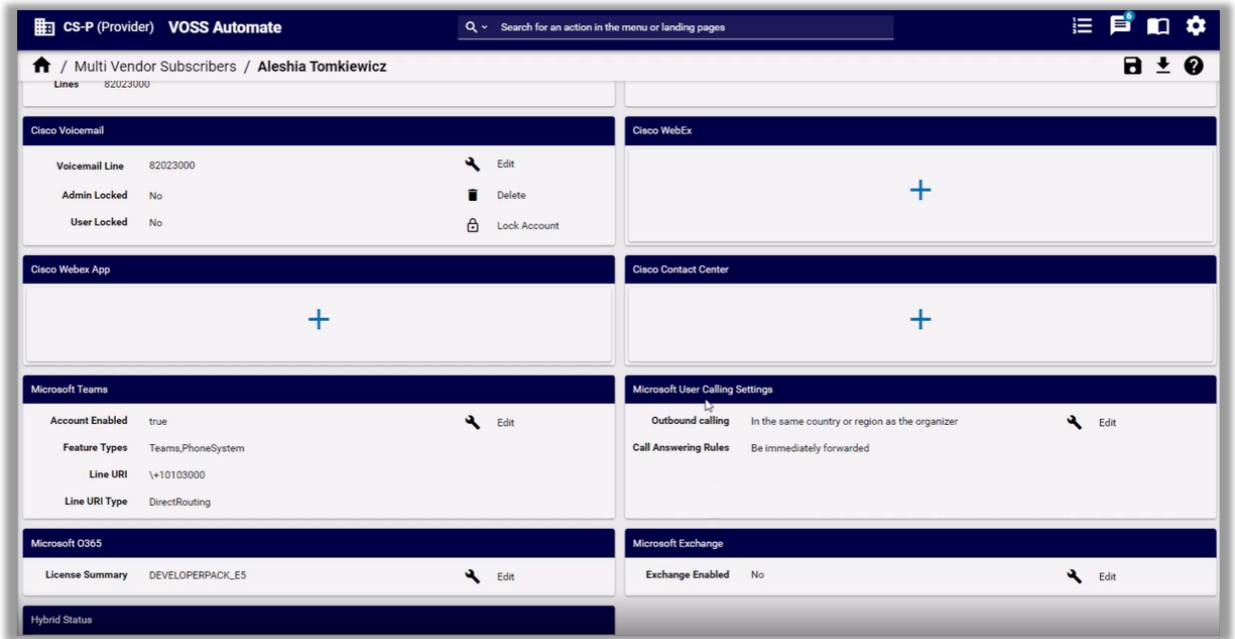 CS-P (Provider) VOSS Automate
Search for an action in the menu or landing pages
6
/ Multi Vendor Subscribers / Aleshia Tomkiewicz
Lines 82023000
Cisco Voicemail
Voicemail Line 82023000
Edit
Admin Locked No
Delete
User Locked No
Lock Account
Cisco WebEx
Cisco Webex App
Cisco Contact Center
Microsoft Teams
Account Enabled true
Edit
Feature Types Teams,PhoneSystem
Line URI \+10103000
Line URI Type DirectRouting
Microsoft User Calling Settings
Outbound calling In the same country or region as the organizer
Edit
Call Answering Rules Be immediately forwarded
Microsoft O365
License Summary DEVELOPERPACK_E5
Edit
Microsoft Exchange
Exchange Enabled No
Edit
Hybrid Status